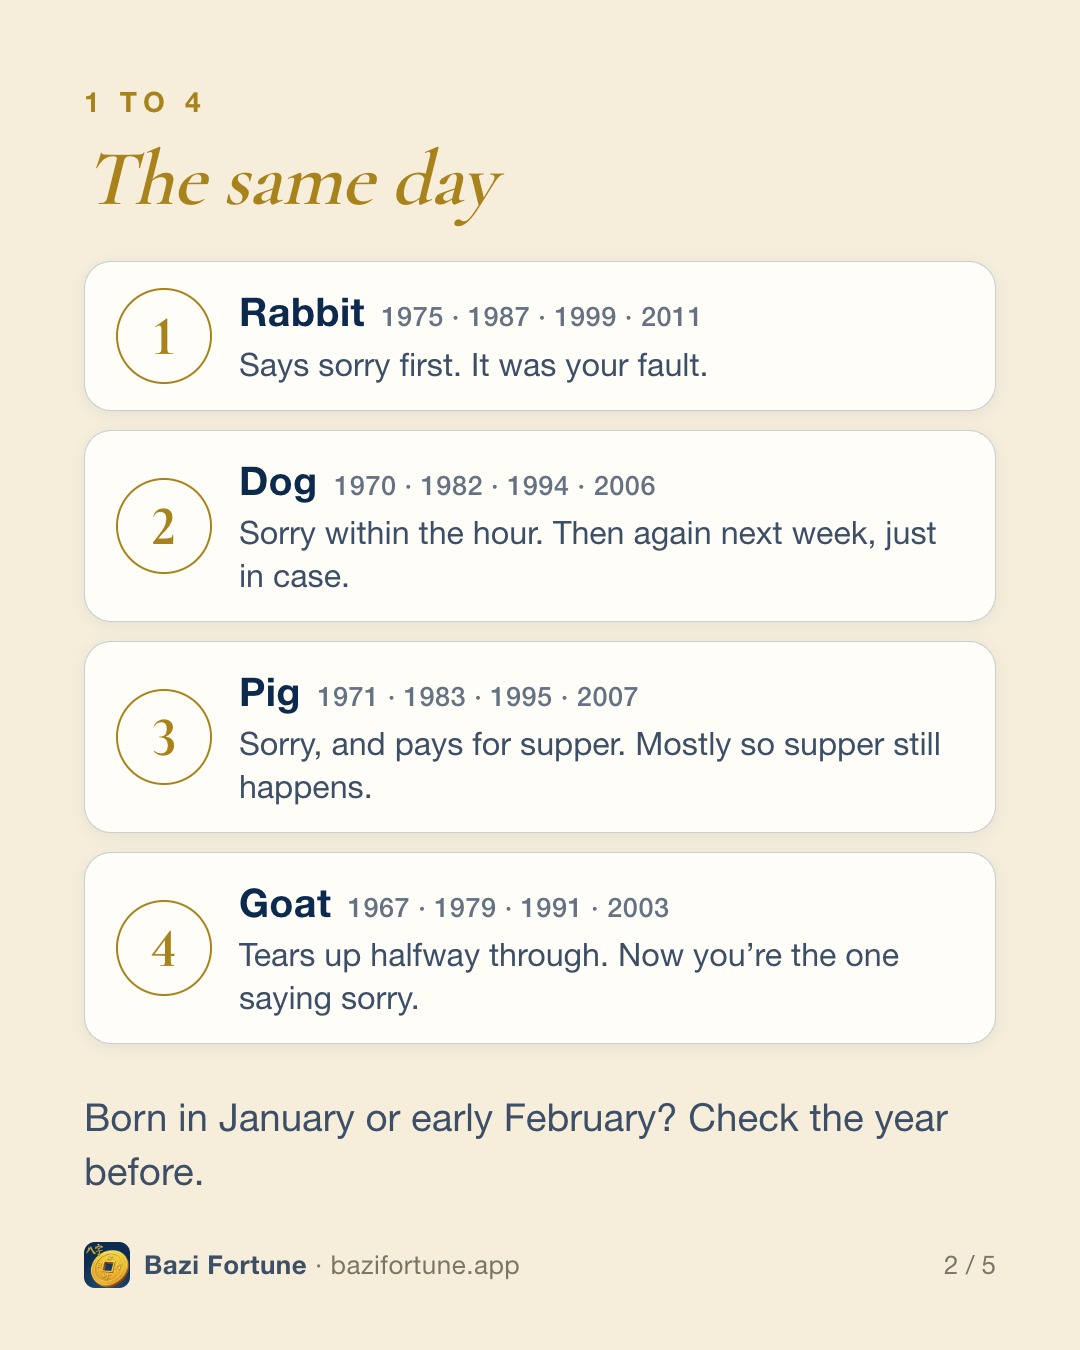 1 TO 4
The same day
1
Rabbit 1975 · 1987 · 1999 · 2011
Says sorry first. It was your fault.
2
Dog 1970 · 1982 · 1994 · 2006
Sorry within the hour. Then again next week, just
in case.
3
Pig 1971 · 1983 · 1995 · 2007
Sorry, and pays for supper. Mostly so supper still
happens.
4
Goat 1967 · 1979 · 1991 · 2003
Tears up halfway through. Now you’re the one
saying sorry.
Born in January or early February? Check the year
before.
八字
Bazi Fortune · bazifortune.app
2 / 5